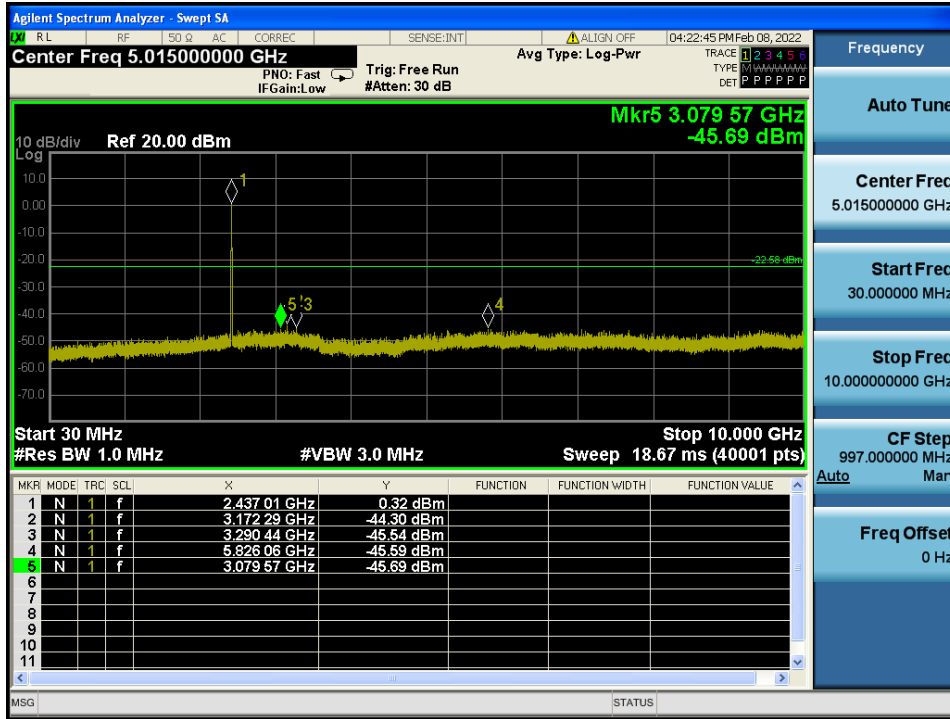 Agilent Spectrum Analyzer - Swept SA
LXI RL RF 50 Ω AC CORREC SENSE:INT ALIGN OFF 04:22:45 PM Feb 08, 2022
Center Freq 5.015000000 GHz
PNO: Fast
IFGain:Low
Trig: Free Run
#Atten: 30 dB
Avg Type: Log-Pwr
TRACE 1 2 3 4 5 6
TYPE
DET P P P P P P
Mkr5 3.079 57 GHz
-45.69 dBm
10 dB/div Ref 20.00 dBm
Log
10.0
0.00
-10.0
-20.0
-30.0
-40.0
-50.0
-60.0
-70.0
1
-22.58 dBm
5 3
4
Start 30 MHz Stop 10.000 GHz
#Res BW 1.0 MHz #VBW 3.0 MHz Sweep 18.67 ms (40001 pts)
MKR MODE TRC SCL X Y FUNCTION FUNCTION WIDTH FUNCTION VALUE
1 N 1 f 2.437 01 GHz 0.32 dBm
2 N 1 f 3.172 29 GHz -44.30 dBm
3 N 1 f 3.290 44 GHz -45.54 dBm
4 N 1 f 5.826 06 GHz -45.59 dBm
5 N 1 f 3.079 57 GHz -45.69 dBm
6
7
8
9
10
11
MSG STATUS
Frequency
Auto Tune
Center Freq
5.015000000 GHz
Start Freq
30.000000 MHz
Stop Freq
10.000000000 GHz
CF Step
997.000000 MHz
Auto Man
Freq Offset
0 Hz